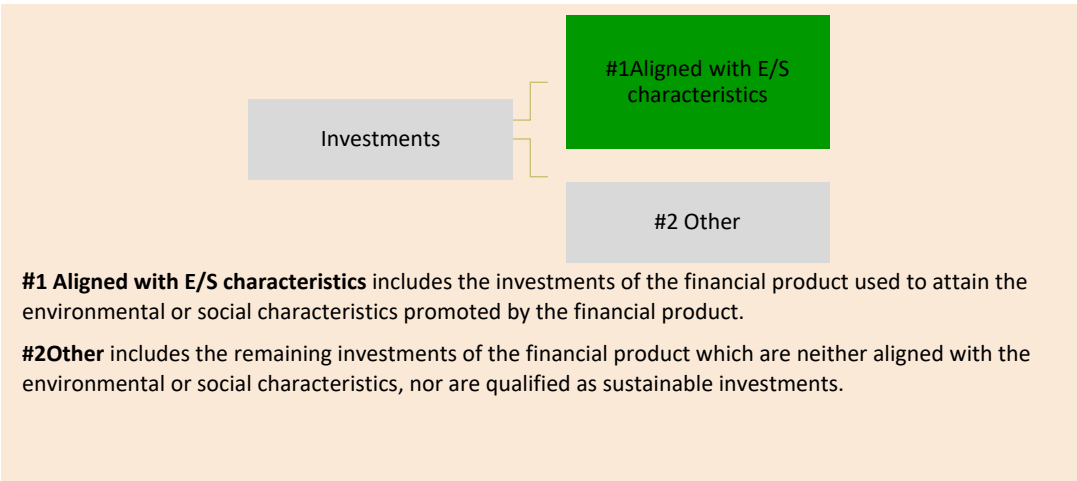 #1Aligned with E/S
characteristics
Investments
#2 Other
#1 Aligned with E/S characteristics includes the investments of the financial product used to attain the
environmental or social characteristics promoted by the financial product.
#2Other includes the remaining investments of the financial product which are neither aligned with the
environmental or social characteristics, nor are qualified as sustainable investments.